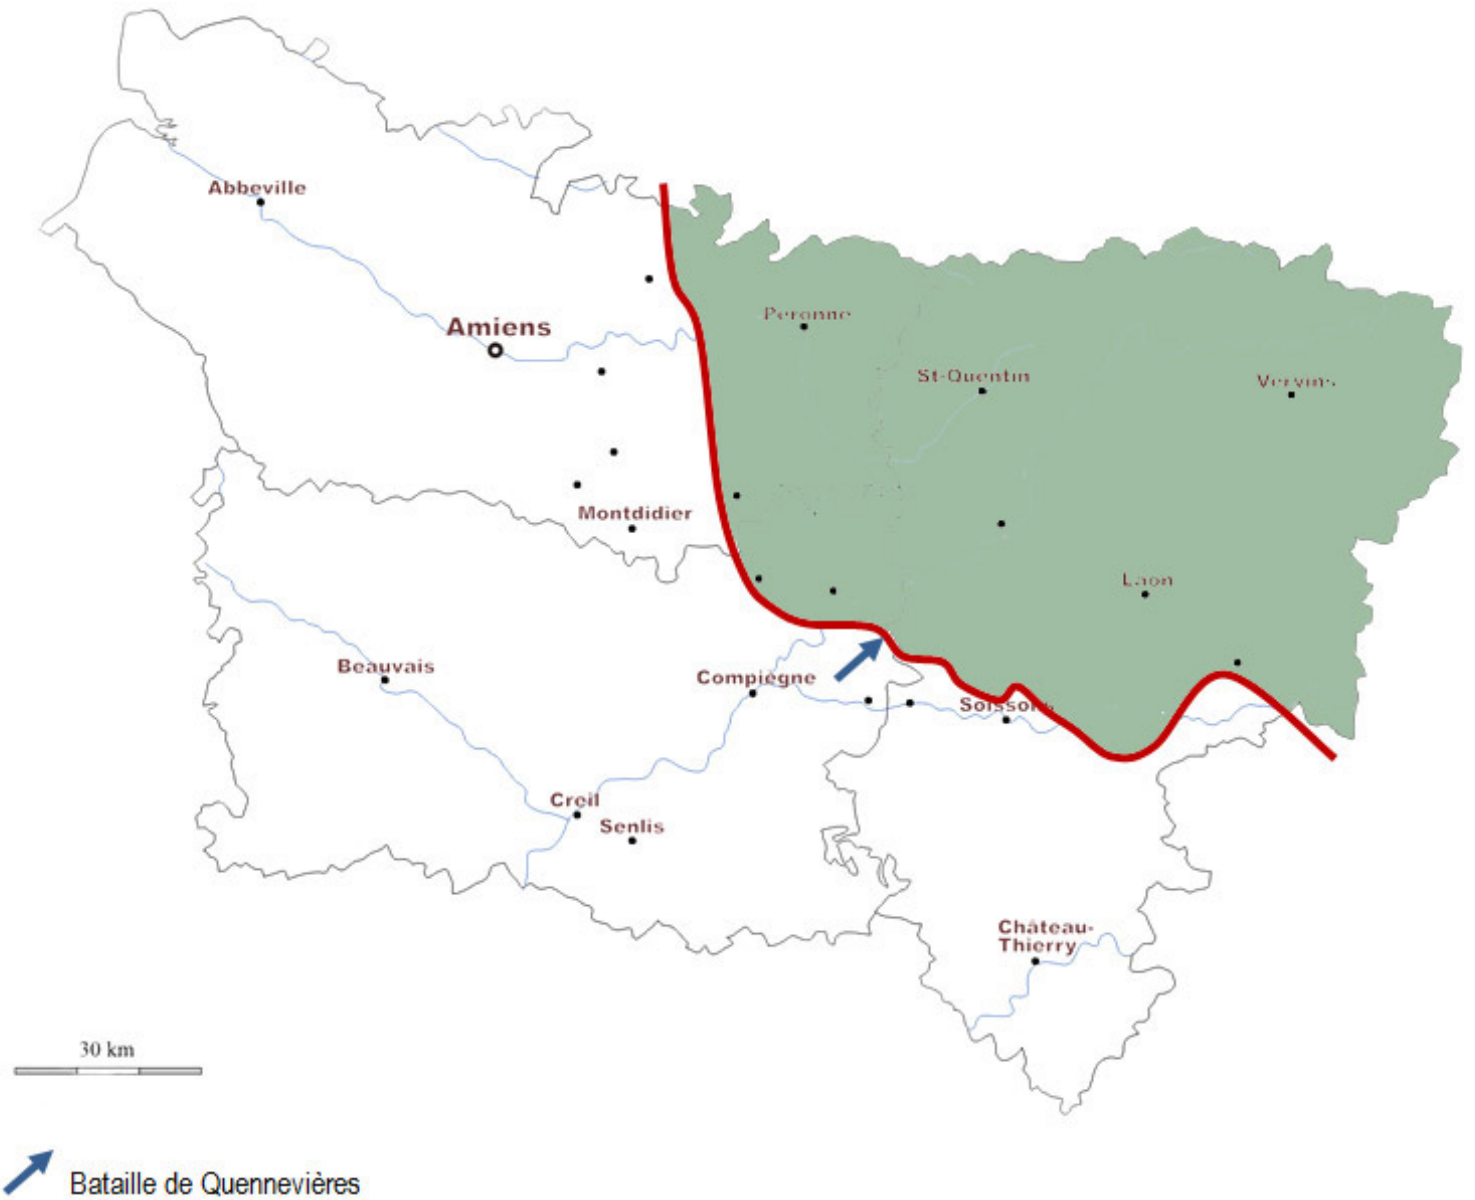 Abbeville
Amiens
Peronne
St-Quentin
Vervins
Montdidier
Laon
Beauvais
Compiègne
Soissons
Creil
Senlis
Château-
Thierry
30 km
Bataille de Quennevières